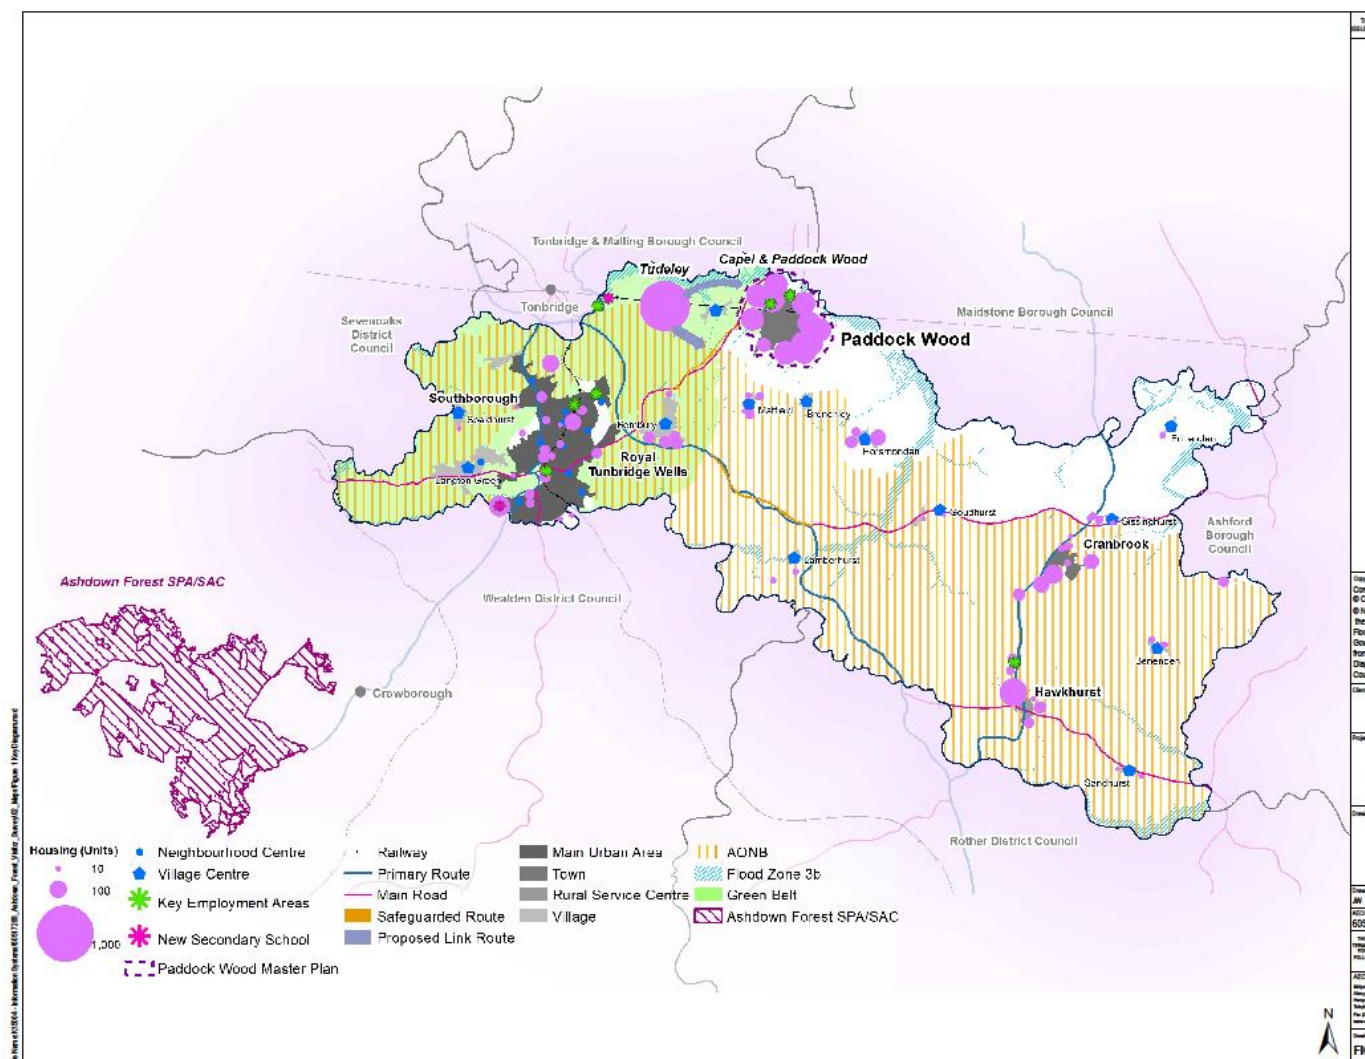 Tonbridge & Malling Borough Council
Capel & Paddock Wood
Tudeley
Tonbridge
Sevenoaks
District
Council
Maidstone Borough Council
Paddock Wood
Southborough
Speldhurst
Matfield
Brenchley
Pembury
Horsmonden
Frittenden
Royal
Tunbridge Wells
Langton Green
Goudhurst
Sissinghurst
Ashford
Borough
Council
Cranbrook
Lamberhurst
Ashdown Forest SPA/SAC
Wealden District Council
Benenden
Crowborough
Hawkhurst
Sandhurst
Rother District Council
Housing (Units)
10
100
1,000
Neighbourhood Centre
Village Centre
Key Employment Areas
New Secondary School
Paddock Wood Master Plan
Railway
Primary Route
Main Road
Safeguarded Route
Proposed Link Route
Main Urban Area
Town
Rural Service Centre
Village
AONB
Flood Zone 3b
Green Belt
Ashdown Forest SPA/SAC
N